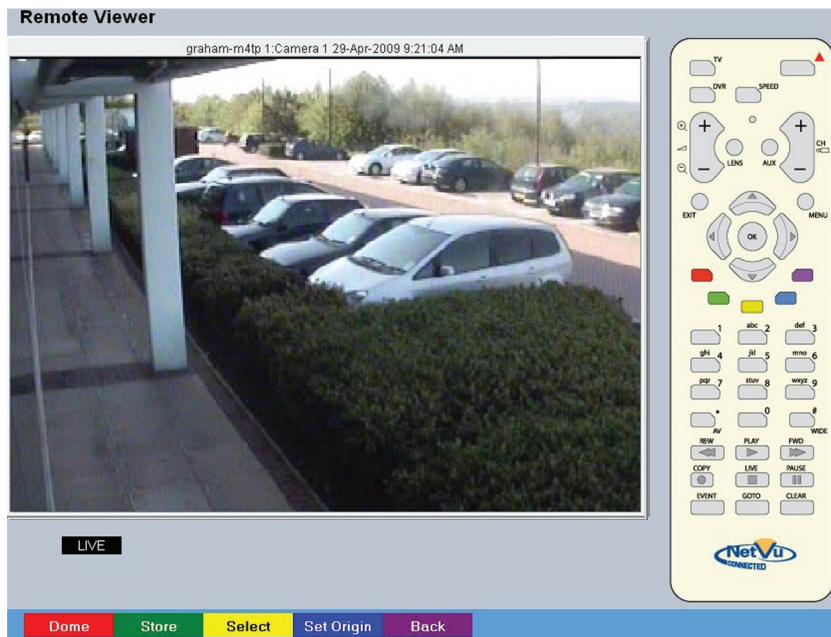 Remote Viewer
graham-m4tp 1:Camera 1 29-Apr-2009 9:21:04 AM
TV
DVR SPEED
+ +
CH
LENS AUX
− −
EXIT MENU
OK
1 abc 2 def 3
ghi 4 jkl 5 mno 6
pqr 7 stuv 8 wxyz 9
* 0 #
AV WIDE
REW PLAY FWD
COPY LIVE PAUSE
EVENT GOTO CLEAR
NetVu
CONNECTED
LIVE
Dome Store Select Set Origin Back